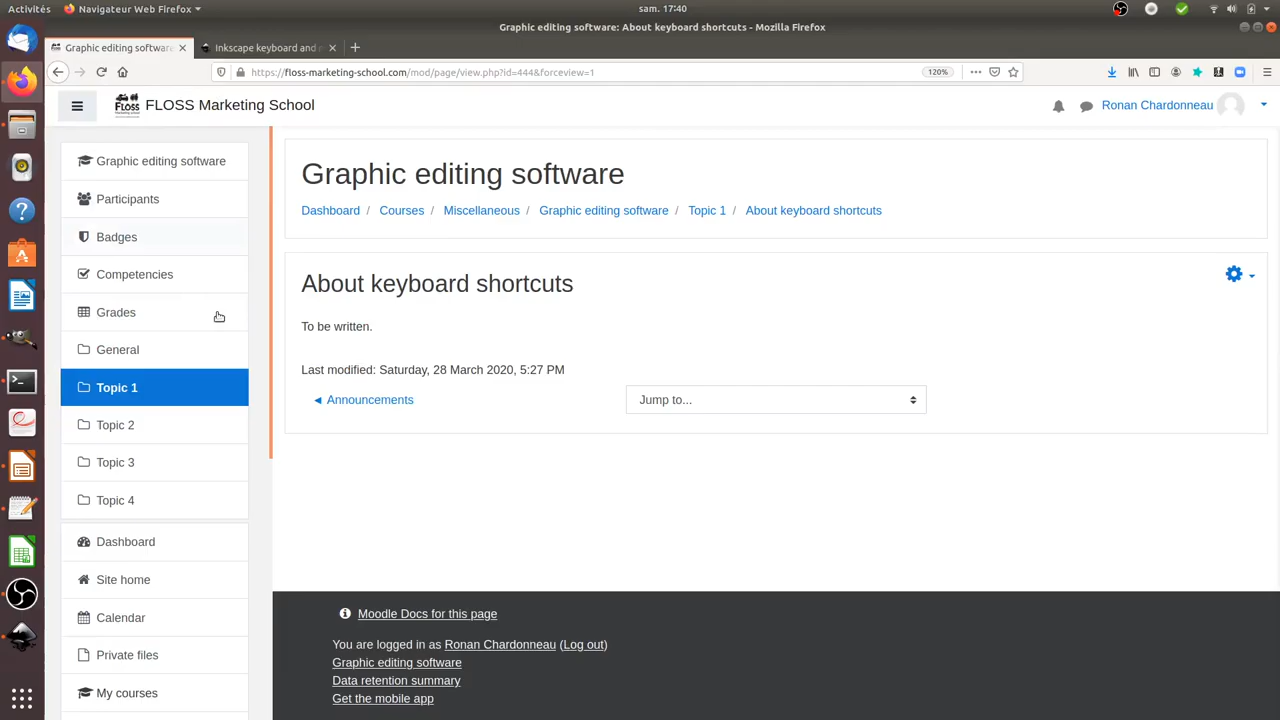 Activités
Navigateur Web Firefox
sam. 17:40
Graphic editing software: About keyboard shortcuts - Mozilla Firefox
Graphic editing software
Inkscape keyboard and m
https://floss-marketing-school.com/mod/page/view.php?id=444&forceview=1
120%
FLOSS
FLOSS Marketing School
Ronan Chardonneau
Graphic editing software
Participants
Badges
Competencies
Grades
General
Topic 1
Topic 2
Topic 3
Topic 4
Dashboard
Site home
Calendar
Private files
My courses
Graphic editing software
Dashboard / Courses / Miscellaneous / Graphic editing software / Topic 1 / About keyboard shortcuts
About keyboard shortcuts
To be written.
Last modified: Saturday, 28 March 2020, 5:27 PM
◄ Announcements
Jump to...
Moodle Docs for this page
You are logged in as Ronan Chardonneau (Log out)
Graphic editing software
Data retention summary
Get the mobile app